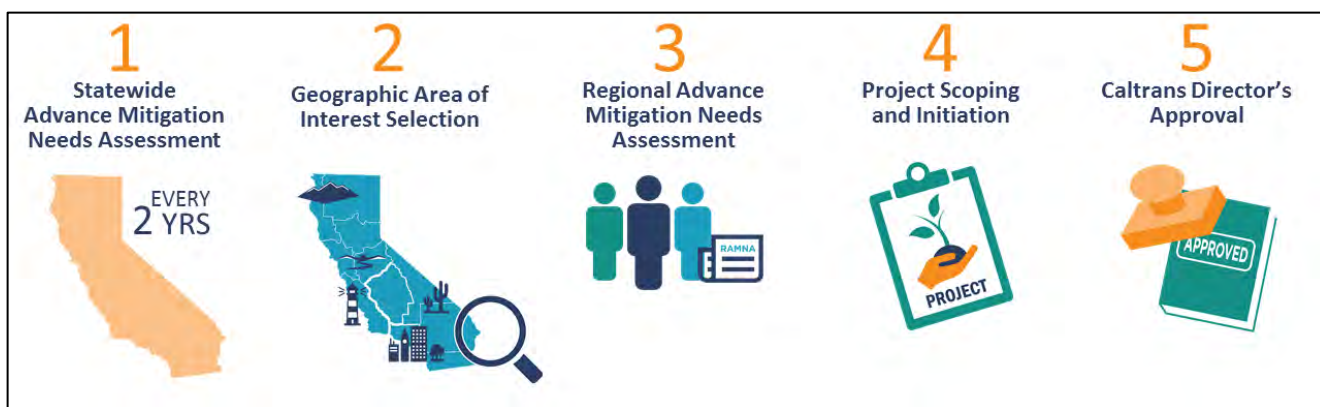 1
Statewide
Advance Mitigation
Needs Assessment
EVERY
2 YRS
2
Geographic Area of
Interest Selection
3
Regional Advance
Mitigation Needs
Assessment
RAMNA
4
Project Scoping
and Initiation
PROJECT
5
Caltrans Director's
Approval
APPROVED